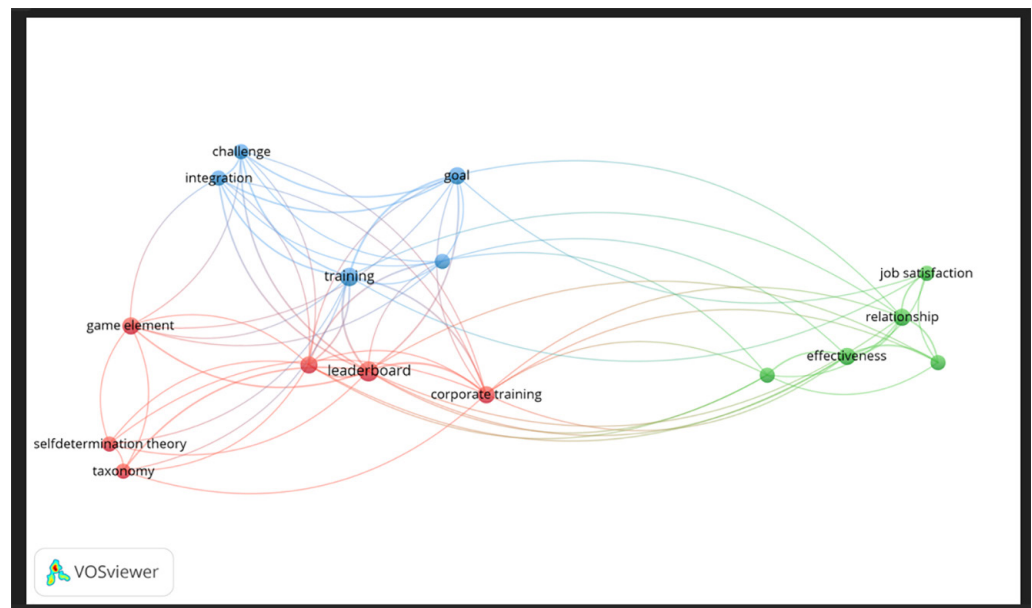 challenge
integration
goal
job satisfaction
training
relationship
game element
effectiveness
leaderboard
corporate training
selfdetermination theory
taxonomy
VOSviewer